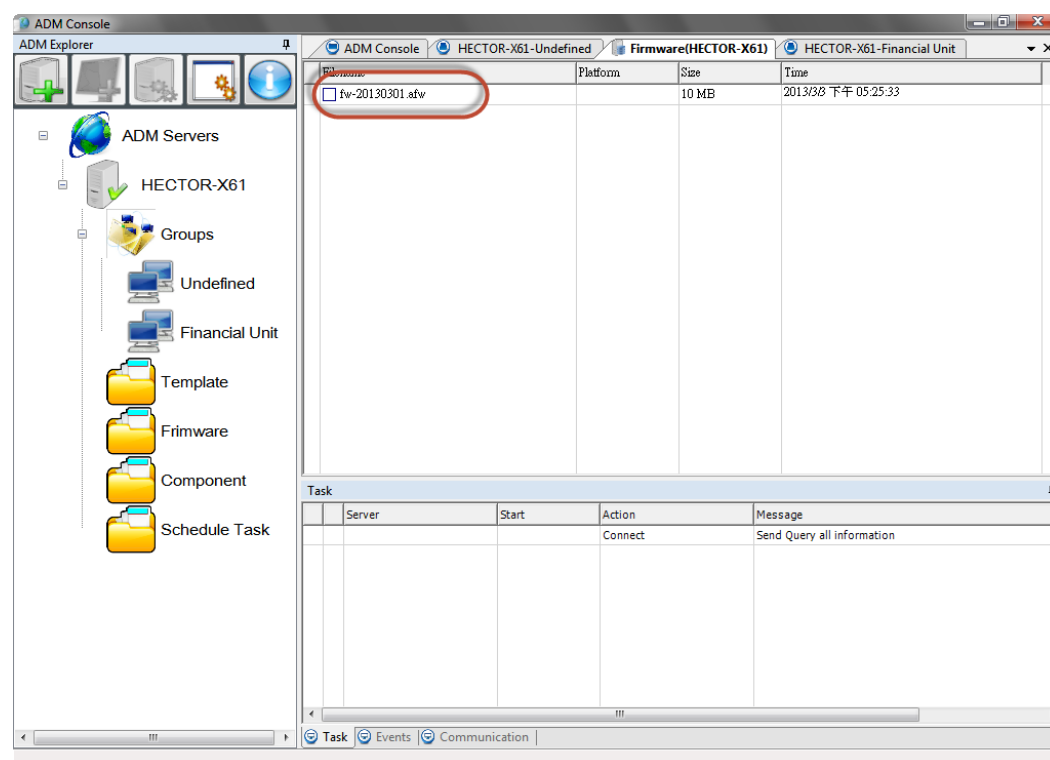 ADM Console
ADM Explorer
ADM Console HECTOR-X61-Undefined Firmware(HECTOR-X61) HECTOR-X61-Financial Unit
Filename Platform Size Time
fw-20130301.afw 10 MB 2013/3/3 下午 05:25:33
ADM Servers
HECTOR-X61
Groups
Undefined
Financial Unit
Template
Frimware
Component
Schedule Task
Task
Server Start Action Message
Connect Send Query all information
Task Events Communication